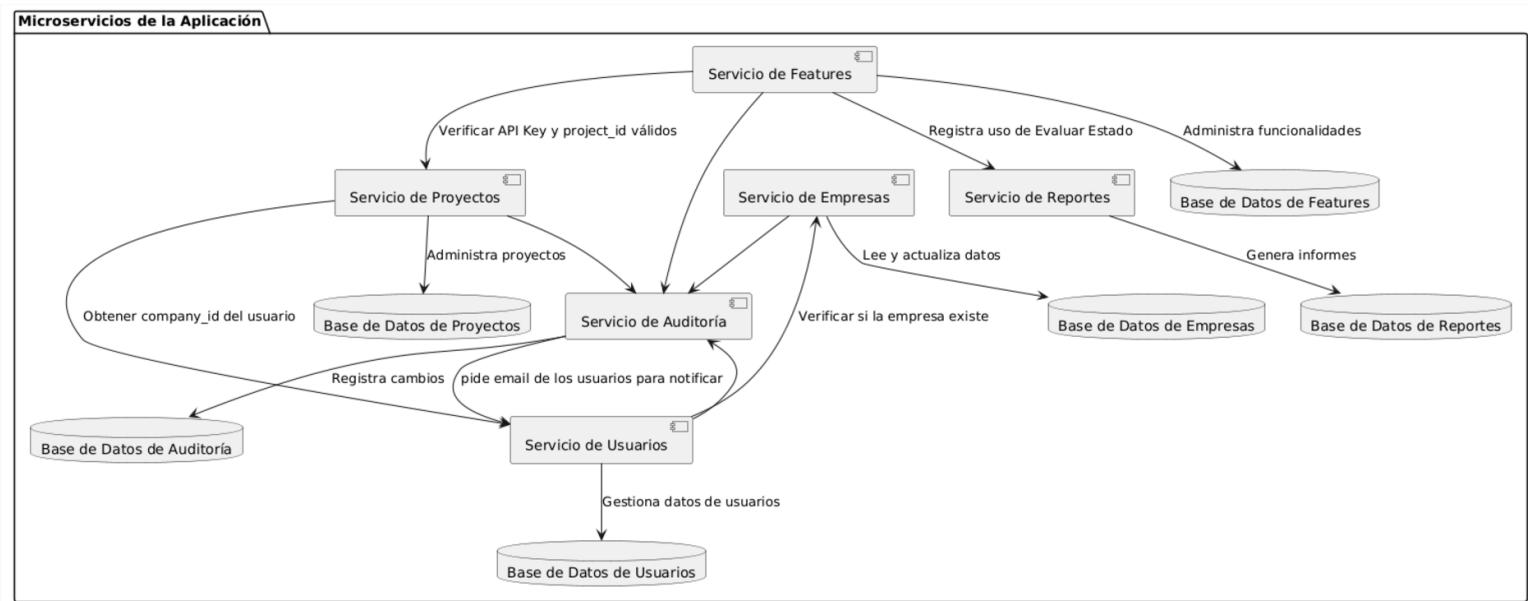 Microservicios de la Aplicación
Servicio de Features
Verificar API Key y project_id válidos
Registra uso de Evaluar Estado
Administra funcionalidades
Servicio de Proyectos
Servicio de Empresas
Servicio de Reportes
Base de Datos de Features
Administra proyectos
Lee y actualiza datos
Genera informes
Obtener company_id del usuario
Base de Datos de Proyectos
Servicio de Auditoría
Verificar si la empresa existe
Base de Datos de Empresas
Base de Datos de Reportes
Registra cambios
pide email de los usuarios para notificar
Base de Datos de Auditoría
Servicio de Usuarios
Gestiona datos de usuarios
Base de Datos de Usuarios